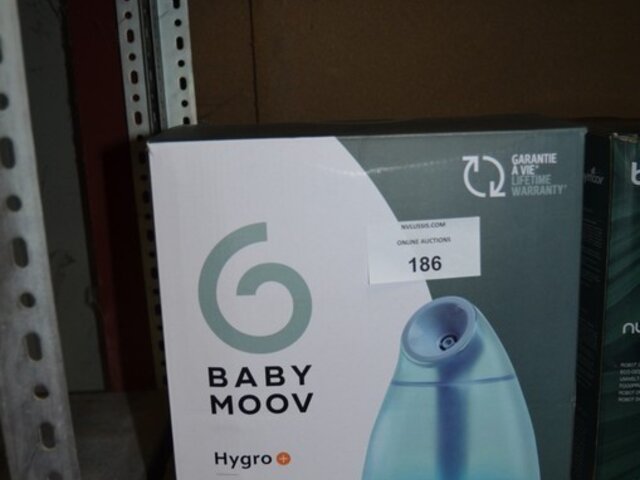 GARANTIE
À VIE*
LIFETIME
WARRANTY*
NVLUSSIS.COM
ONLINE AUCTIONS
186
BABY
MOOV
Hygro+